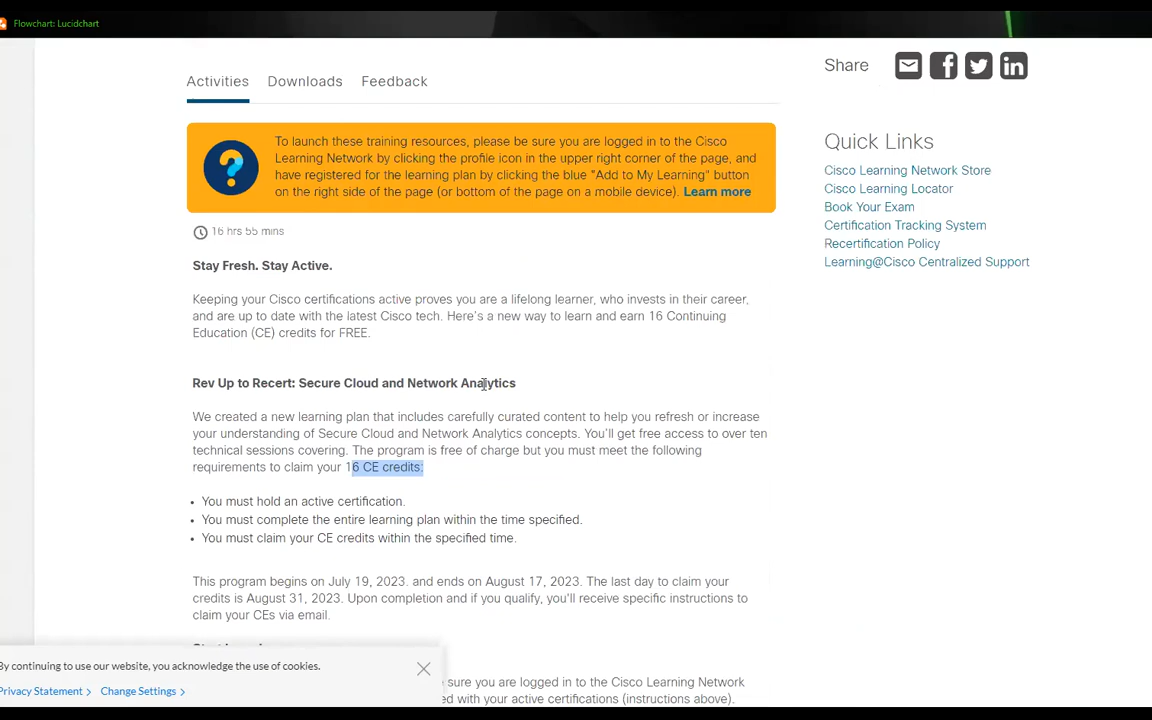 Flowchart: Lucidchart
Share
Activities Downloads Feedback
To launch these training resources, please be sure you are logged in to the Cisco
Learning Network by clicking the profile icon in the upper right corner of the page, and
have registered for the learning plan by clicking the blue "Add to My Learning" button
on the right side of the page (or bottom of the page on a mobile device). Learn more
Quick Links
Cisco Learning Network Store
Cisco Learning Locator
Book Your Exam
Certification Tracking System
Recertification Policy
Learning@Cisco Centralized Support
16 hrs 55 mins
Stay Fresh. Stay Active.
Keeping your Cisco certifications active proves you are a lifelong learner, who invests in their career,
and are up to date with the latest Cisco tech. Here's a new way to learn and earn 16 Continuing
Education (CE) credits for FREE.
Rev Up to Recert: Secure Cloud and Network Analytics
We created a new learning plan that includes carefully curated content to help you refresh or increase
your understanding of Secure Cloud and Network Analytics concepts. You'll get free access to over ten
technical sessions covering. The program is free of charge but you must meet the following
requirements to claim your 16 CE credits:
• You must hold an active certification.
• You must complete the entire learning plan within the time specified.
• You must claim your CE credits within the specified time.
This program begins on July 19, 2023. and ends on August 17, 2023. The last day to claim your
credits is August 31, 2023. Upon completion and if you qualify, you'll receive specific instructions to
claim your CEs via email.
By continuing to use our website, you acknowledge the use of cookies.
Privacy Statement > Change Settings >
sure you are logged in to the Cisco Learning Network
ed with your active certifications (instructions above).